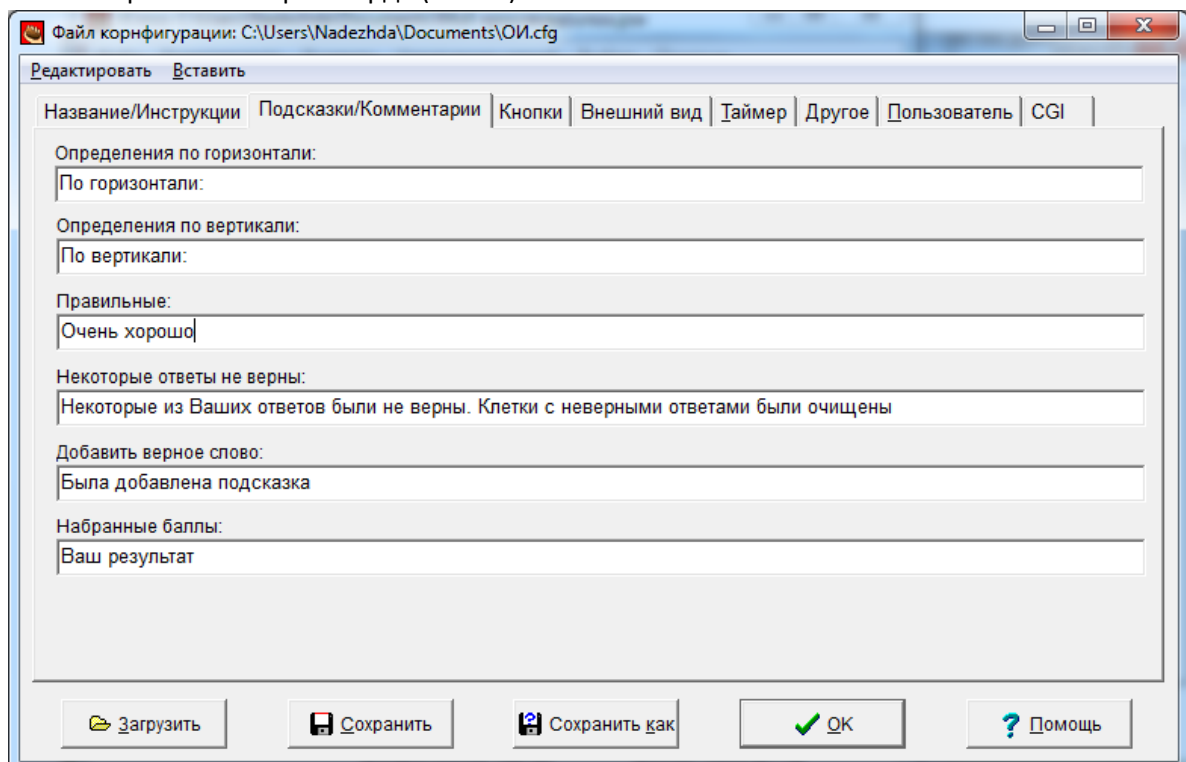 Файл корнфигурации: C:\Users\Nadezhda\Documents\ОИ.cfg
Редактировать Вставить
Название/Инструкции Подсказки/Комментарии Кнопки Внешний вид Таймер Другое Пользователь CGI
Определения по горизонтали:
По горизонтали:
Определения по вертикали:
По вертикали:
Правильные:
Очень хорошо
Некоторые ответы не верны:
Некоторые из Ваших ответов были не верны. Клетки с неверными ответами были очищены
Добавить верное слово:
Была добавлена подсказка
Набранные баллы:
Ваш результат
Загрузить Сохранить Сохранить как OK Помощь